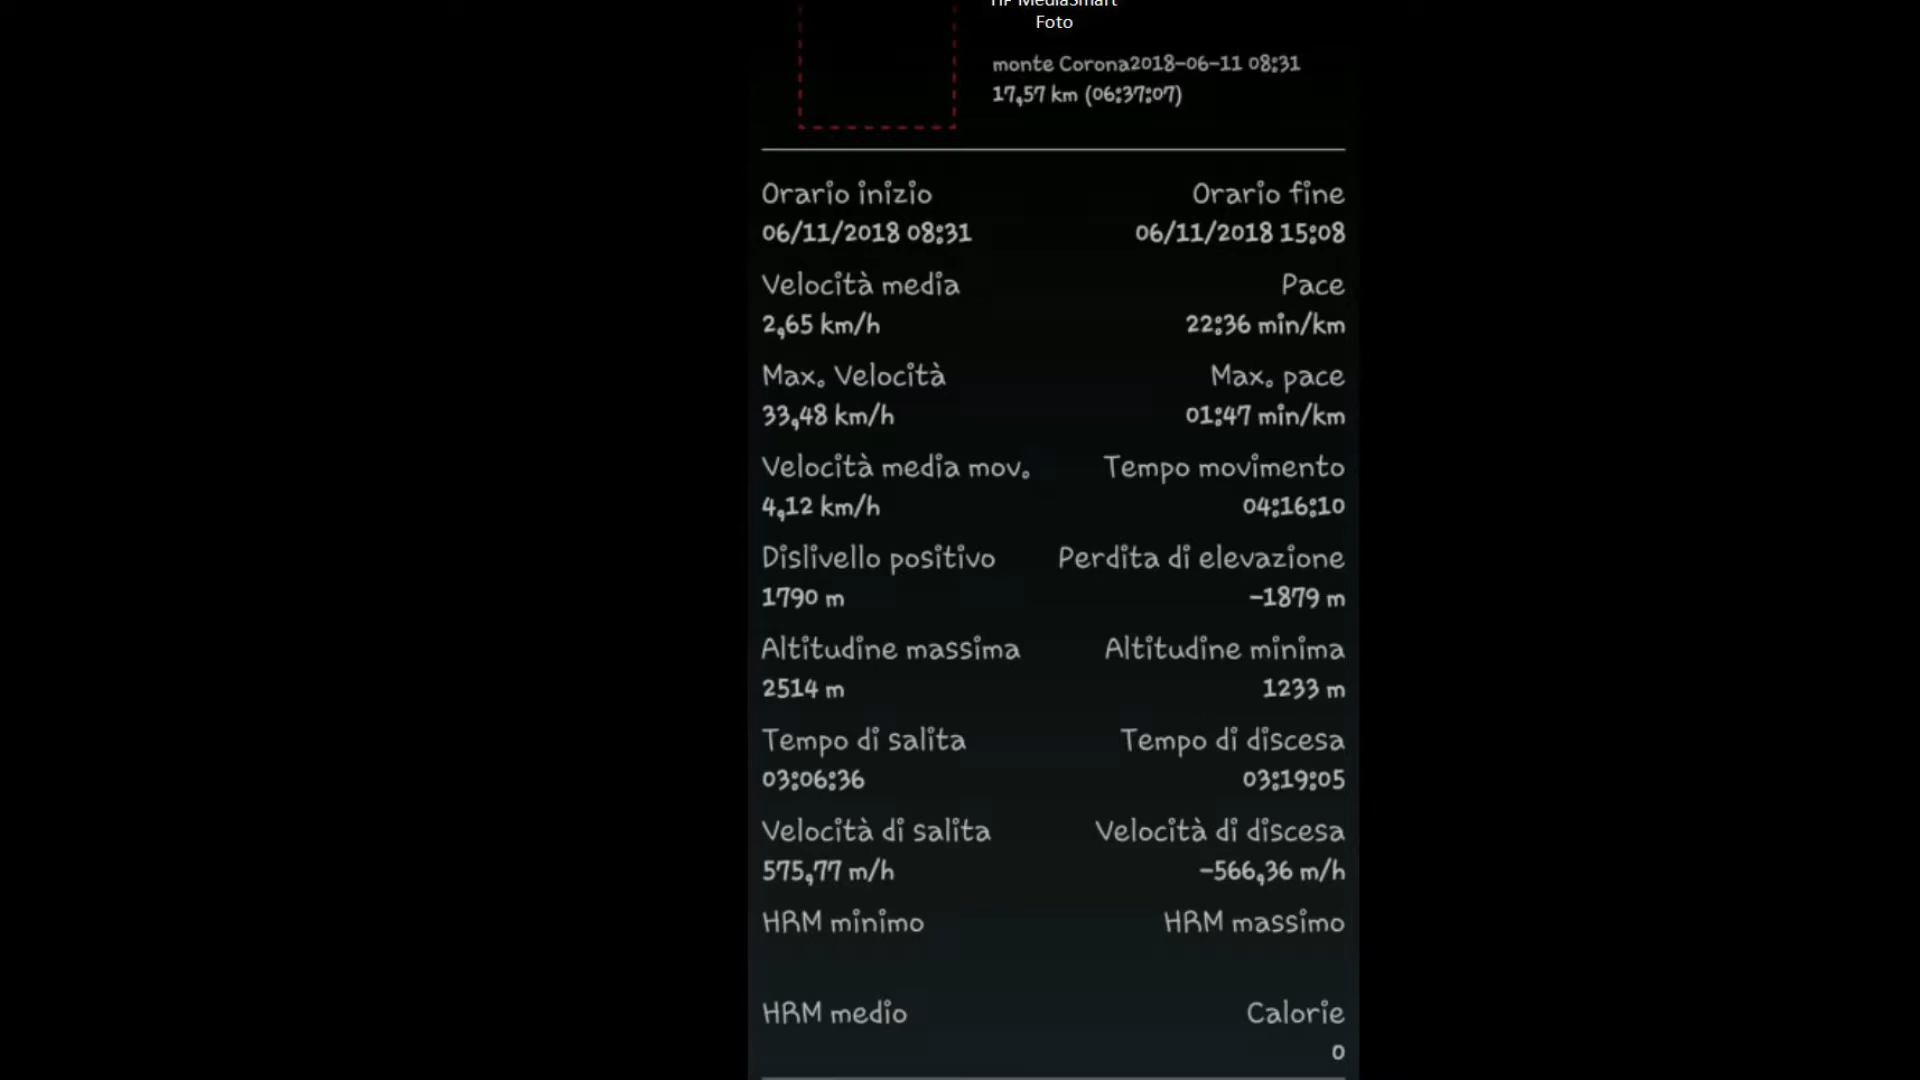 HP MediaSmart
Foto
monte Corona2018-06-11 08:31
17,57 km (06:37:07)
Orario inizio Orario fine
06/11/2018 08:31 06/11/2018 15:08
Velocità media Pace
2,65 km/h 22:36 min/km
Max. Velocità Max. pace
33,48 km/h 01:47 min/km
Velocità media mov. Tempo movimento
4,12 km/h 04:16:10
Dislivello positivo Perdita di elevazione
1790 m -1879 m
Altitudine massima Altitudine minima
2514 m 1233 m
Tempo di salita Tempo di discesa
03:06:36 03:19:05
Velocità di salita Velocità di discesa
575,77 m/h -566,36 m/h
HRM minimo HRM massimo
HRM medio Calorie
0